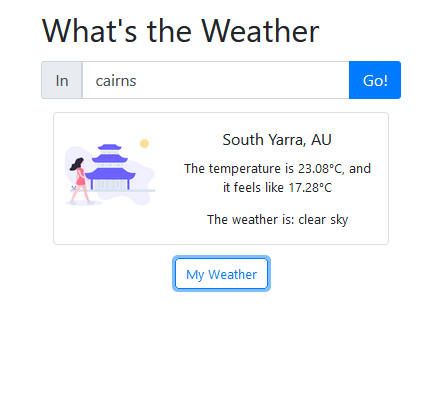 What's the Weather
In cairns Go!
South Yarra, AU
The temperature is 23.08°C, and
it feels like 17.28°C
The weather is: clear sky
My Weather